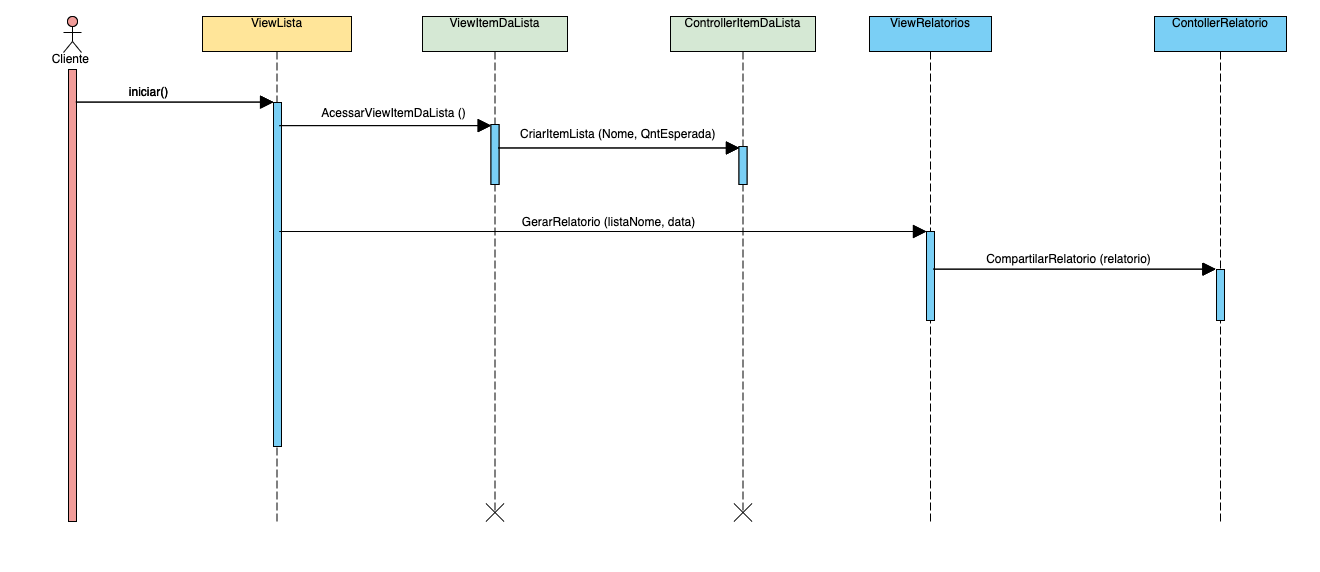 ViewLista
ViewItemDaLista
ControllerItemDaLista
ViewRelatorios
ContollerRelatorio
Cliente
iniciar()
AcessarViewItemDaLista ()
CriarItemLista (Nome, QntEsperada)
GerarRelatorio (listaNome, data)
CompartilarRelatorio (relatorio)